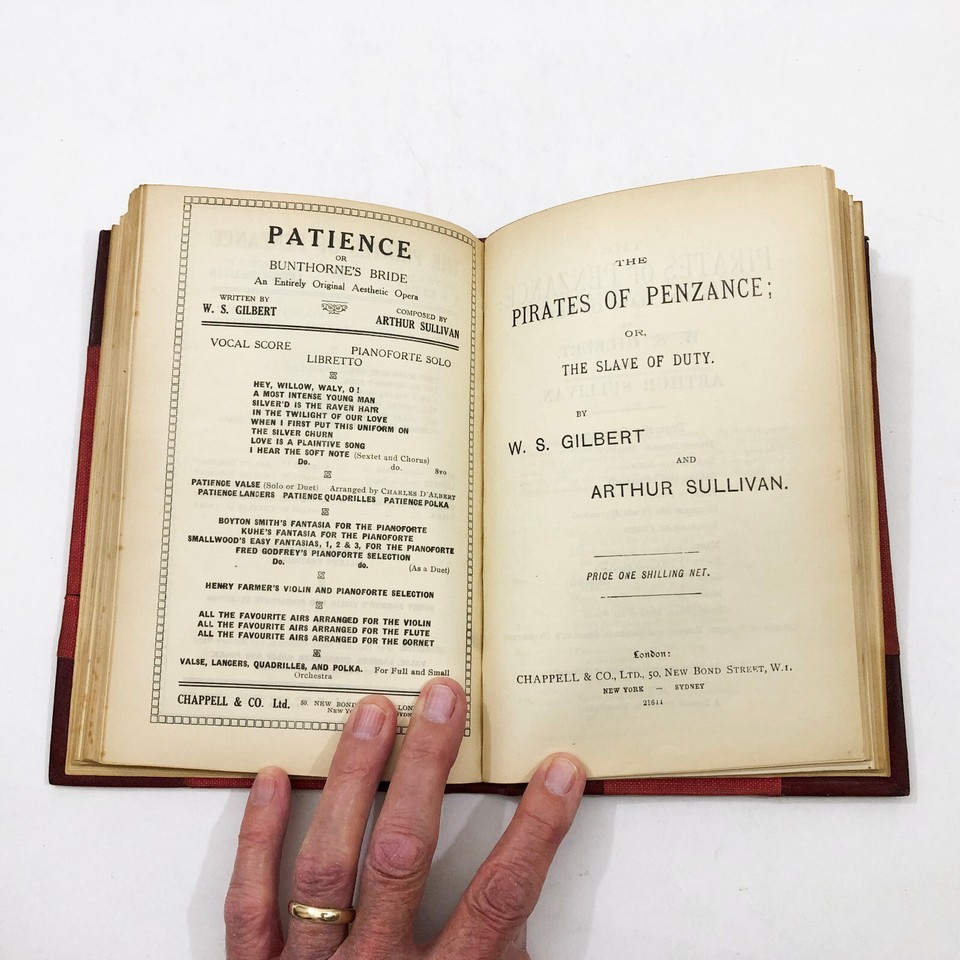 PATIENCE
OR
BUNTHORNE'S BRIDE
An Entirely Original Aesthetic Opera
WRITTEN BY
W. S. GILBERT
COMPOSED BY
ARTHUR SULLIVAN
VOCAL SCORE
PIANOFORTE SOLO
LIBRETTO
HEY, WILLOW, WALY, O!
A MOST INTENSE YOUNG MAN
SILVER'D IS THE RAVEN HAIR
IN THE TWILIGHT OF OUR LOVE
WHEN I FIRST PUT THIS UNIFORM ON
THE SILVER CHURN
LOVE IS A PLAINTIVE SONG
I HEAR THE SOFT NOTE (Sextet and Chorus)
Do. do. 8vo
PATIENCE VALSE (Solo or Duet) Arranged by CHARLES D'ALBERT
PATIENCE LANCERS PATIENCE QUADRILLES PATIENCE POLKA
BOYTON SMITH'S FANTASIA FOR THE PIANOFORTE
KUHE'S FANTASIA FOR THE PIANOFORTE
SMALLWOOD'S EASY FANTASIAS, 1, 2 & 3, FOR THE PIANOFORTE
FRED GODFREY'S PIANOFORTE SELECTION
Do. do. (As a Duet)
HENRY FARMER'S VIOLIN AND PIANOFORTE SELECTION
ALL THE FAVOURITE AIRS ARRANGED FOR THE VIOLIN
ALL THE FAVOURITE AIRS ARRANGED FOR THE FLUTE
ALL THE FAVOURITE AIRS ARRANGED FOR THE CORNET
VALSE, LANCERS, QUADRILLES, AND POLKA. For Full and Small
Orchestra
CHAPPELL & CO. Ltd. 50, NEW BOND
NEW
THE
PIRATES OF PENZANCE;
OR,
THE SLAVE OF DUTY.
BY
W. S. GILBERT
AND
ARTHUR SULLIVAN.
PRICE ONE SHILLING NET.
London:
CHAPPELL & CO., LTD., 50, NEW BOND STREET, W.1.
NEW YORK — SYDNEY
21611